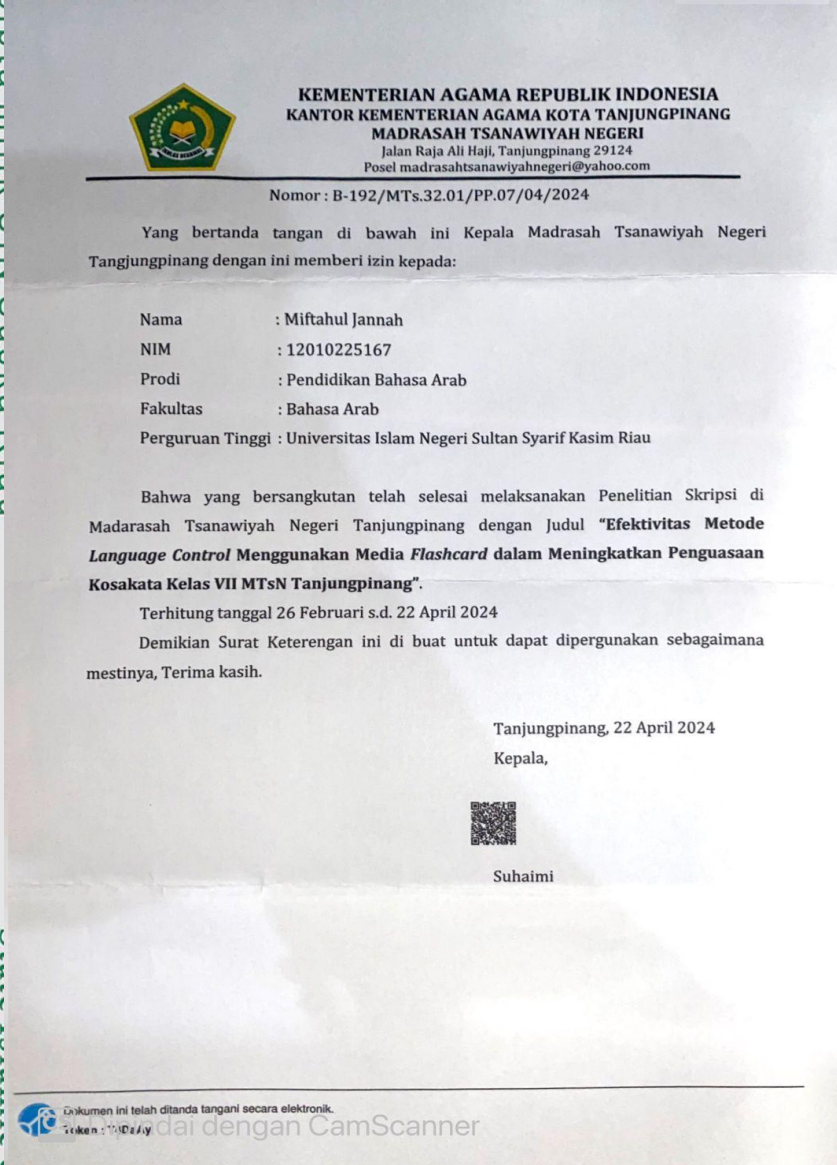 KEMENTERIAN AGAMA REPUBLIK INDONESIA
KANTOR KEMENTERIAN AGAMA KOTA TANJUNGPINANG
MADRASAH TSANAWIYAH NEGERI
Jalan Raja Ali Haji, Tanjungpinang 29124
Posel madrasahtsanawiyahnegeri@yahoo.com
Nomor : B-192/MTs.32.01/PP.07/04/2024
Yang bertanda tangan di bawah ini Kepala Madrasah Tsanawiyah Negeri
Tangjungpinang dengan ini memberi izin kepada:
Nama : Miftahul Jannah
NIM : 12010225167
Prodi : Pendidikan Bahasa Arab
Fakultas : Bahasa Arab
Perguruan Tinggi : Universitas Islam Negeri Sultan Syarif Kasim Riau
Bahwa yang bersangkutan telah selesai melaksanakan Penelitian Skripsi di
Madarasah Tsanawiyah Negeri Tanjungpinang dengan Judul “Efektivitas Metode
Language Control Menggunakan Media Flashcard dalam Meningkatkan Penguasaan
Kosakata Kelas VII MTsN Tanjungpinang”.
Terhitung tanggal 26 Februari s.d. 22 April 2024
Demikian Surat Keterengan ini di buat untuk dapat dipergunakan sebagaimana
mestinya, Terima kasih.
Tanjungpinang, 22 April 2024
Kepala,
Suhaimi
Dokumen ini telah ditanda tangani secara elektronik.
Token :
Dipindai dengan CamScanner